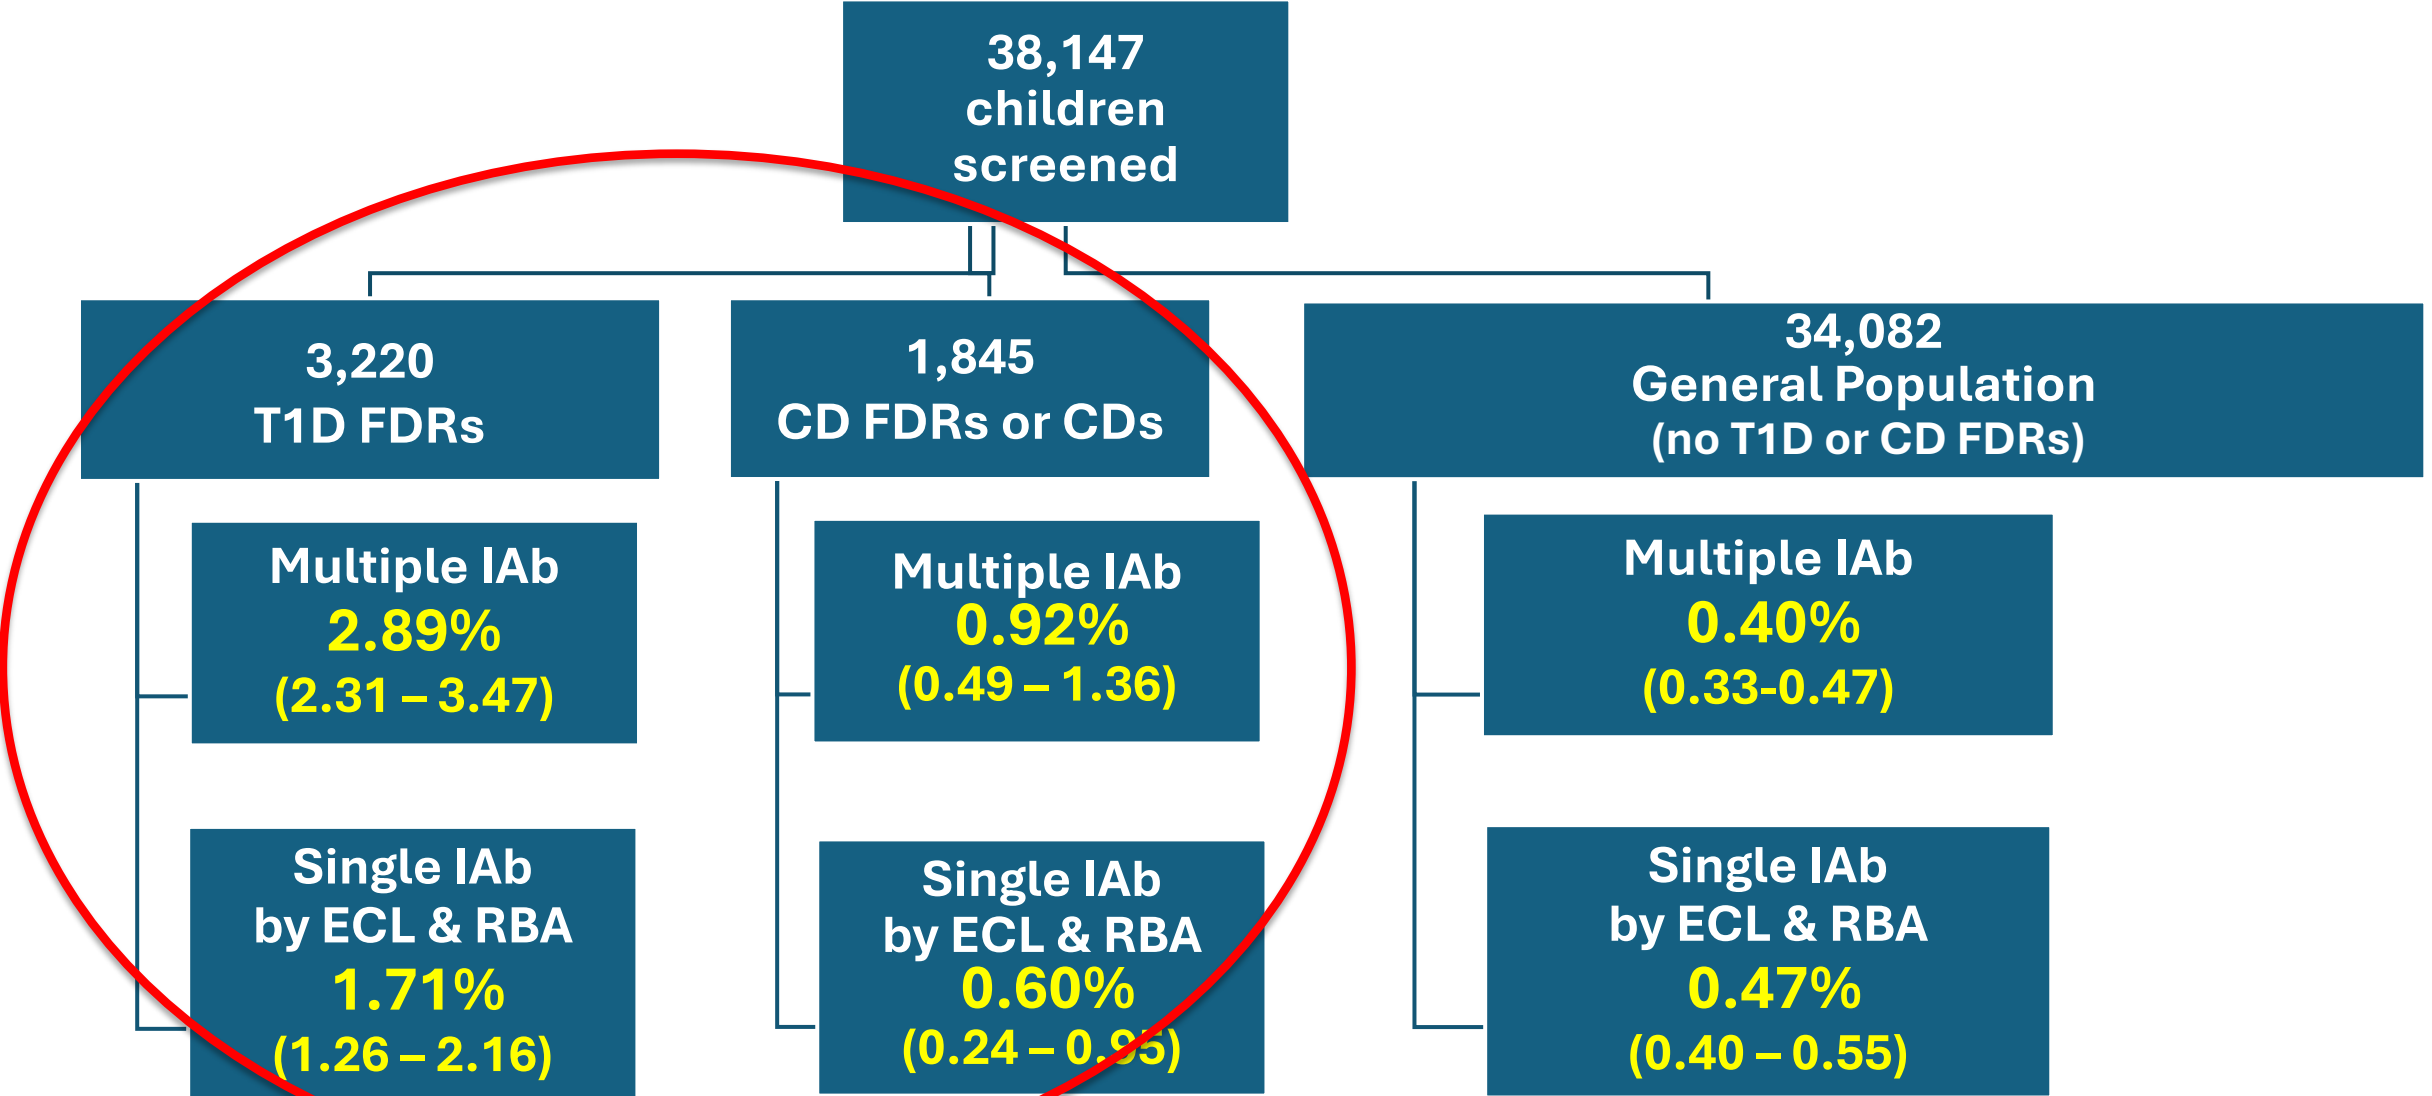 38,147
children
screened
3,220
T1D FDRs
1,845
CD FDRs or CDs
34,082
General Population
(no T1D or CD FDRs)
Multiple IAb
2.89%
(2.31 – 3.47)
Multiple IAb
0.92%
(0.49 – 1.36)
Multiple IAb
0.40%
(0.33-0.47)
Single IAb
by ECL & RBA
1.71%
(1.26 – 2.16)
Single IAb
by ECL & RBA
0.60%
(0.24 – 0.95)
Single IAb
by ECL & RBA
0.47%
(0.40 – 0.55)